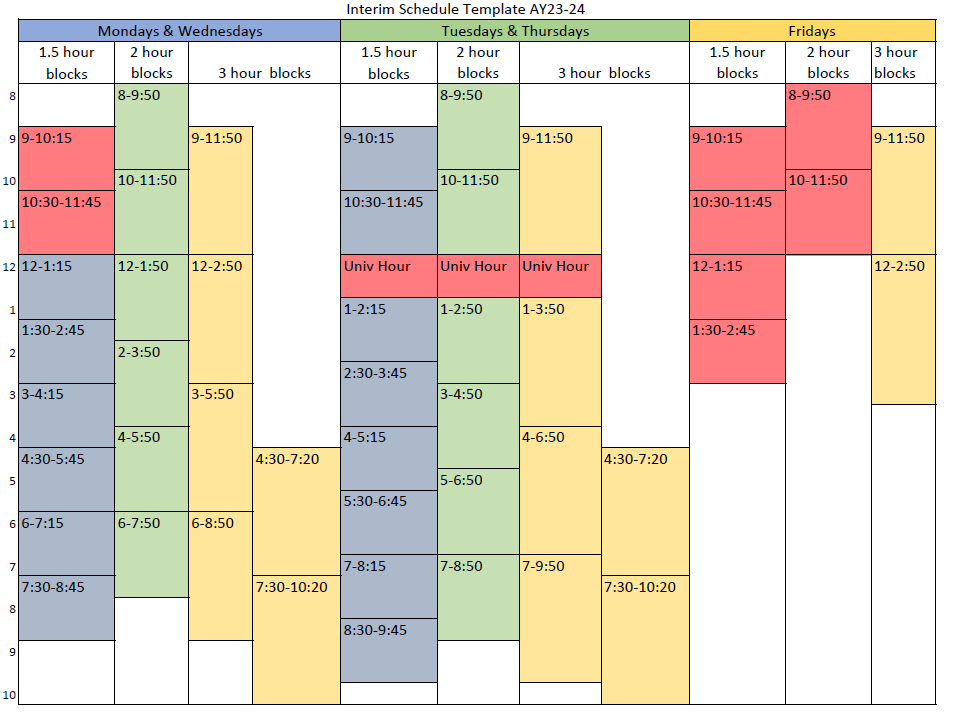 Interim Schedule Template AY23-24
Mondays & Wednesdays Tuesdays & Thursdays Fridays
1.5 hour blocks 2 hour blocks 3 hour blocks 1.5 hour blocks 2 hour blocks 3 hour blocks 1.5 hour blocks 2 hour blocks 3 hour blocks
8 8-9:50 8-9:50 8-9:50
9 9-10:15 9-11:50 9-10:15 9-11:50 9-10:15 9-11:50
10 10-11:50 10-11:50 10-11:50
10:30-11:45 10:30-11:45 10:30-11:45
11
12 12-1:15 12-1:50 12-2:50 Univ Hour Univ Hour Univ Hour 12-1:15 12-2:50
1 1-2:15 1-2:50 1-3:50
1:30-2:45 1:30-2:45
2 2-3:50
2:30-3:45
3 3-4:15 3-5:50 3-4:50
4 4-5:50 4-5:15 4-6:50
4:30-5:45 4:30-7:20 4:30-7:20
5 5-6:50
5:30-6:45
6 6-7:15 6-7:50 6-8:50
7 7-8:15 7-8:50 7-9:50
7:30-8:45 7:30-10:20 7:30-10:20
8
8:30-9:45
9
10